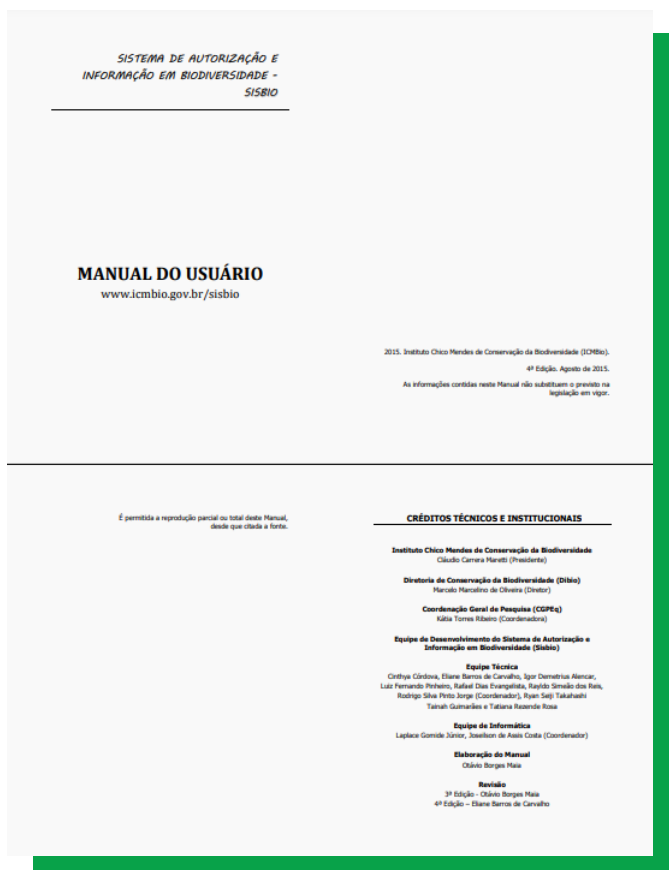 SISTEMA DE AUTORIZAÇÃO E
INFORMAÇÃO EM BIODIVERSIDADE -
SISBIO
MANUAL DO USUÁRIO
www.icmbio.gov.br/sisbio
2015. Instituto Chico Mendes de Conservação da Biodiversidade (ICMBio).
4ª Edição. Agosto de 2015.
As informações contidas neste Manual não substituem o previsto na
legislação em vigor.
É permitida a reprodução parcial ou total deste Manual,
desde que citada a fonte.
CRÉDITOS TÉCNICOS E INSTITUCIONAIS
Instituto Chico Mendes de Conservação da Biodiversidade
Cláudio Carrera Maretti (Presidente)
Diretoria de Conservação da Biodiversidade (Dibio)
Marcelo Marcelino de Oliveira (Diretor)
Coordenação Geral de Pesquisa (CGPEq)
Kátia Torres Ribeiro (Coordenadora)
Equipe de Desenvolvimento do Sistema de Autorização e
Informação em Biodiversidade (Sisbio)
Equipe Técnica
Cinthya Córdova, Eliane Barros de Carvalho, Igor Demetrius Alencar,
Luiz Fernando Pinheiro, Rafael Dias Evangelista, Rayldo Simeão dos Reis,
Rodrigo Silva Pinto Jorge (Coordenador), Ryan Seiji Takahashi
Tainah Guimarães e Tatiana Rezende Rosa
Equipe de Informática
Laplace Gomide Júnior, Joseilson de Assis Costa (Coordenador)
Elaboração do Manual
Otávio Borges Maia
Revisão
3ª Edição - Otávio Borges Maia
4ª Edição – Eliane Barros de Carvalho